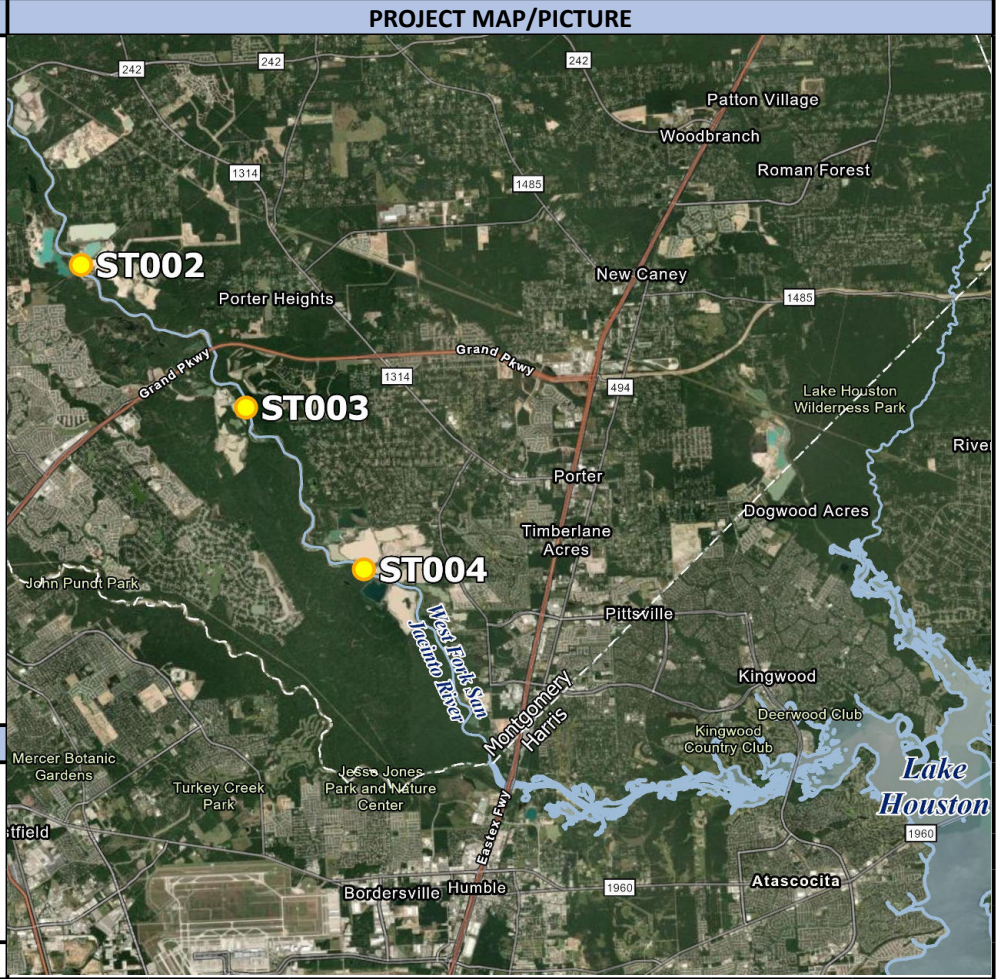 PROJECT MAP/PICTURE
242
242
242
Patton Village
Woodbranch
Roman Forest
1314
1485
ST002
New Caney
Porter Heights
1485
Grand Pkwy
Grand Pkwy
1314
494
Lake Houston
Wilderness Park
ST003
River
Porter
Dogwood Acres
Timberlane
Acres
ST004
John Pundt Park
West Fork San
Jacinto River
Pittsville
Kingwood
Montgomery
Harris
Deerwood Club
Kingwood
Country Club
Mercer Botanic
Gardens
Turkey Creek
Park
Jesse Jones
Park and Nature
Center
Lake
Houston
Eastex Fwy
stfield
1960
Bordersville
Humble
1960
Atascocita